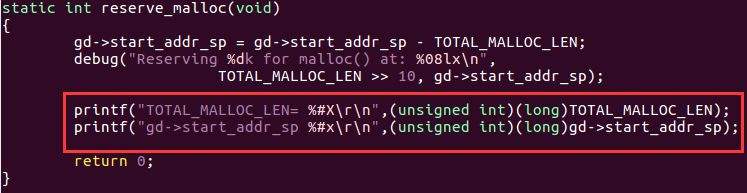 static int reserve_malloc(void)
{
        gd->start_addr_sp = gd->start_addr_sp - TOTAL_MALLOC_LEN;
        debug("Reserving %dk for malloc() at: %08lx\n",
                        TOTAL_MALLOC_LEN >> 10, gd->start_addr_sp);
        printf("TOTAL_MALLOC_LEN= %#X\r\n",(unsigned int)(long)TOTAL_MALLOC_LEN);
        printf("gd->start_addr_sp %#x\r\n",(unsigned int)(long)gd->start_addr_sp);
        return 0;
}